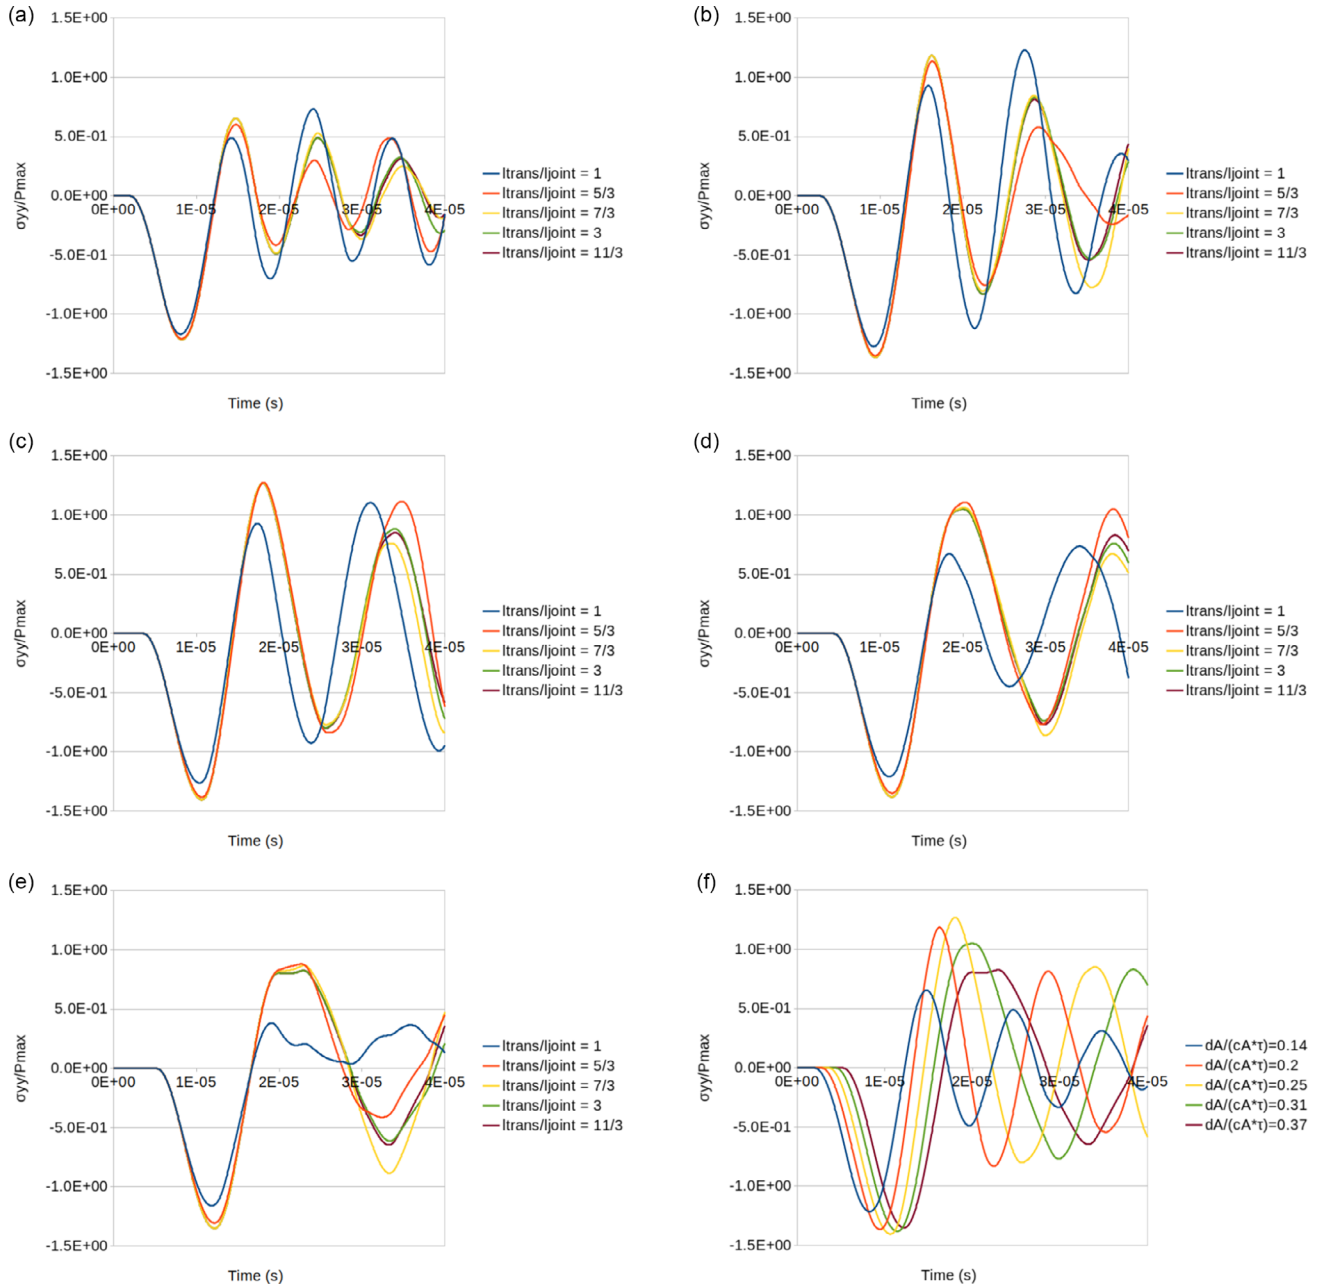 (a)
1.5E+00
1.0E+00
5.0E-01
0.0E+00
-5.0E-01
-1.0E+00
-1.5E+00
σyy/Pmax
0E+00 1E-05 2E-05 3E-05 4E-05
Time (s)
ltrans/ljoint = 1
ltrans/ljoint = 5/3
ltrans/ljoint = 7/3
ltrans/ljoint = 3
ltrans/ljoint = 11/3
(b)
1.5E+00
1.0E+00
5.0E-01
0.0E+00
-5.0E-01
-1.0E+00
-1.5E+00
σyy/Pmax
0E+00 1E-05 2E-05 3E-05 4E-05
Time (s)
ltrans/ljoint = 1
ltrans/ljoint = 5/3
ltrans/ljoint = 7/3
ltrans/ljoint = 3
ltrans/ljoint = 11/3
(c)
1.5E+00
1.0E+00
5.0E-01
0.0E+00
-5.0E-01
-1.0E+00
-1.5E+00
σyy/Pmax
0E+00 1E-05 2E-05 3E-05 4E-05
Time (s)
ltrans/ljoint = 1
ltrans/ljoint = 5/3
ltrans/ljoint = 7/3
ltrans/ljoint = 3
ltrans/ljoint = 11/3
(d)
1.5E+00
1.0E+00
5.0E-01
0.0E+00
-5.0E-01
-1.0E+00
-1.5E+00
σyy/Pmax
0E+00 1E-05 2E-05 3E-05 4E-05
Time (s)
ltrans/ljoint = 1
ltrans/ljoint = 5/3
ltrans/ljoint = 7/3
ltrans/ljoint = 3
ltrans/ljoint = 11/3
(e)
1.5E+00
1.0E+00
5.0E-01
0.0E+00
-5.0E-01
-1.0E+00
-1.5E+00
σyy/Pmax
0E+00 1E-05 2E-05 3E-05 4E-05
Time (s)
ltrans/ljoint = 1
ltrans/ljoint = 5/3
ltrans/ljoint = 7/3
ltrans/ljoint = 3
ltrans/ljoint = 11/3
(f)
1.5E+00
1.0E+00
5.0E-01
0.0E+00
-5.0E-01
-1.0E+00
-1.5E+00
σyy/Pmax
0E+00 1E-05 2E-05 3E-05 4E-05
Time (s)
dA/(cA*τ)=0.14
dA/(cA*τ)=0.2
dA/(cA*τ)=0.25
dA/(cA*τ)=0.31
dA/(cA*τ)=0.37